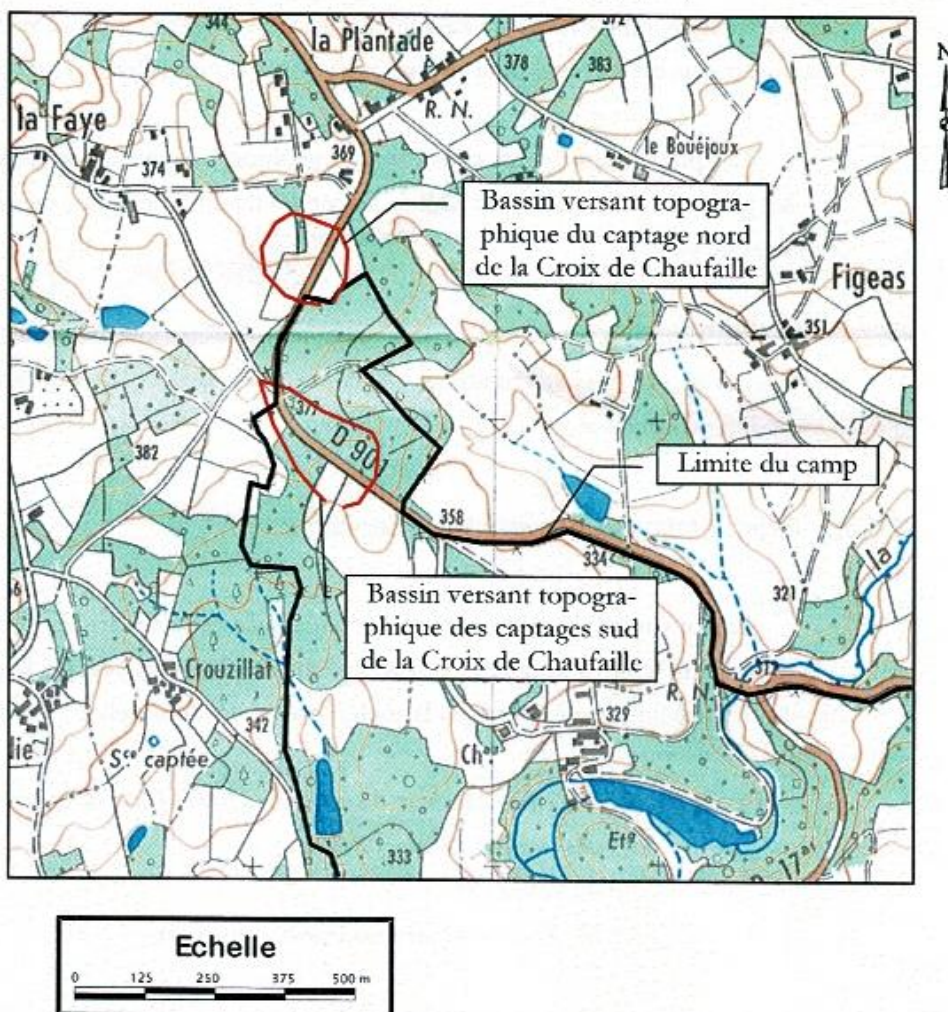 344
la Plantade
372
378
383
R. N.
la Faye
le Bouéjoux
369
374
Bassin versant topogra-
phique du captage nord
de la Croix de Chaufaille
Figeas
351
377
D 901
382
Limite du camp
358
334
la
321
Bassin versant topogra-
phique des captages sud
de la Croix de Chaufaille
Crouzillat
R. N.
329
342
Ch
Sce captée
Etg
333
Echelle
0 125 250 375 500 m